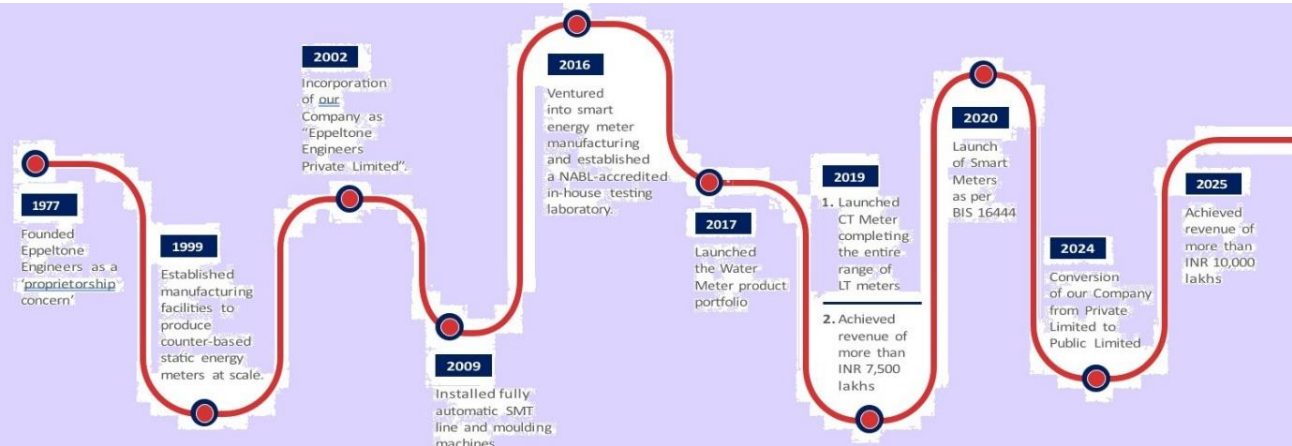 1977
Founded
Eppeltone
Engineers as a
'proprietorship
concern'
1999
Established
manufacturing
facilities to
produce
counter-based
static energy
meters at scale.
2002
Incorporation
of our
Company as
"Eppeltone
Engineers
Private Limited".
2009
Installed fully
automatic SMT
line and moulding
machines
2016
Ventured
into smart
energy meter
manufacturing
and established
a NABL-accredited
in-house testing
laboratory.
2017
Launched
the Water
Meter product
portfolio
2019
1. Launched
CT Meter
completing
the entire
range of
LT meters
2. Achieved
revenue of
more than
INR 7,500
lakhs
2020
Launch
of Smart
Meters
as per
BIS 16444
2024
Conversion
of our Company
from Private
Limited to
Public Limited
2025
Achieved
revenue of
more than
INR 10,000
lakhs